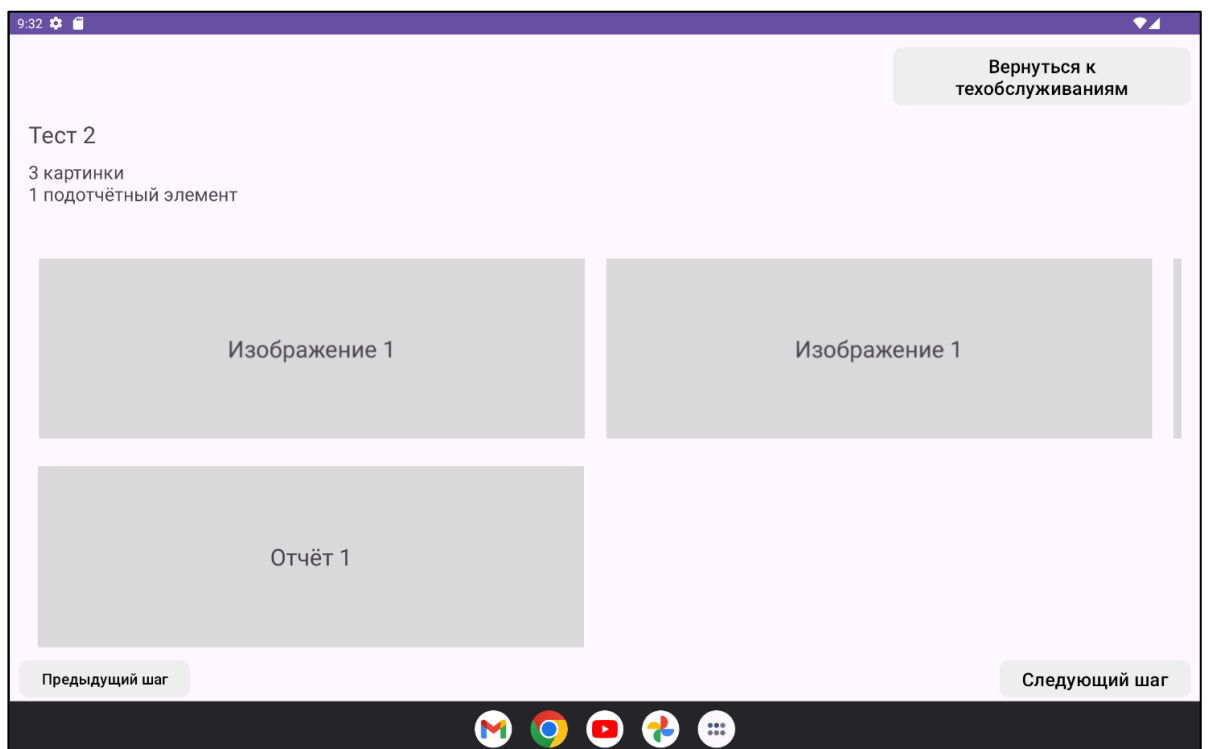 9:32
Вернуться к
техобслуживаниям
Тест 2
3 картинки
1 подотчётный элемент
Изображение 1
Изображение 1
Отчёт 1
Предыдущий шаг
Следующий шаг